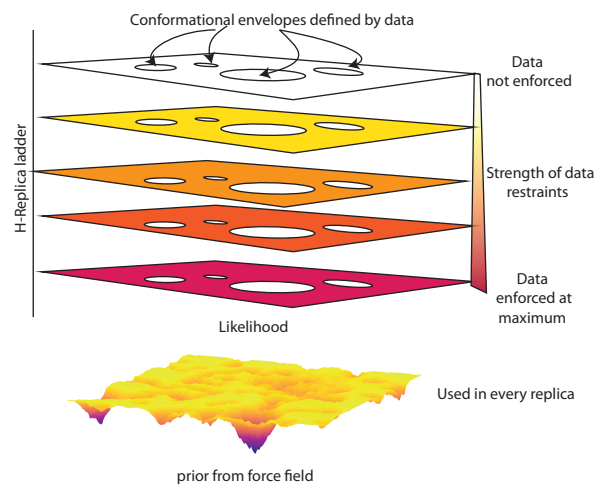 Conformational envelopes defined by data
Data
not enforced
H-Replica ladder
Strength of data
restraints
Data
enforced at
maximum
Likelihood
Used in every replica
prior from force field